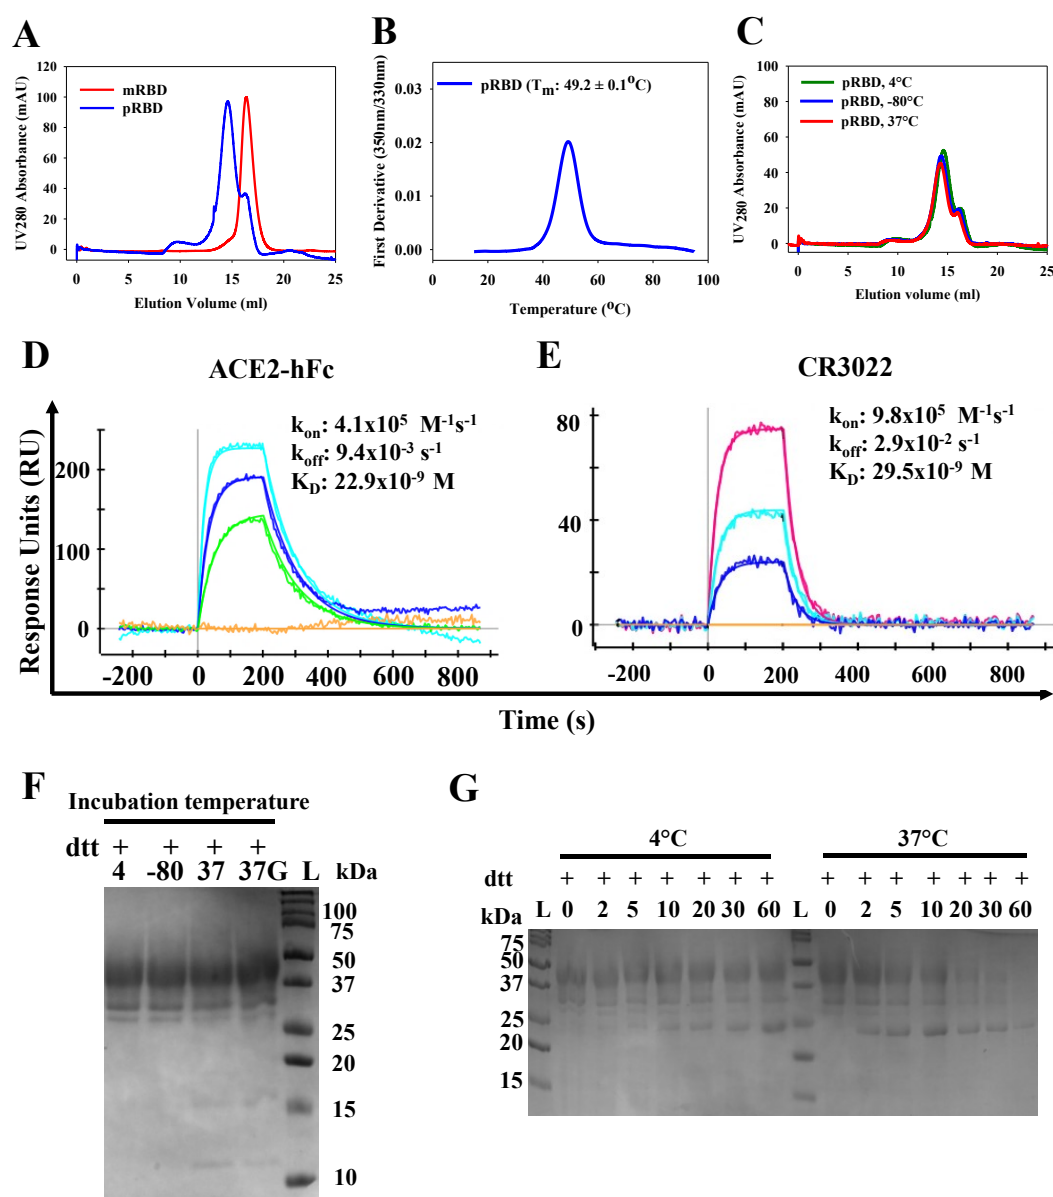 A
UV280 Absorbance (mAU)
120
100
80
60
40
20
0
mRBD
pRBD
0 5 10 15 20 25
Elution Volume (ml)
B
First Derivative (350nm/330nm)
0.03
0.02
0.01
0.00
pRBD (Tm: 49.2 ± 0.1°C)
0 20 40 60 80 100
Temperature (°C)
C
UV280 Absorbance (mAU)
100
80
60
40
20
0
pRBD, 4°C
pRBD, -80°C
pRBD, 37°C
0 5 10 15 20 25
Elution volume (ml)
D
ACE2-hFc
kon: 4.1x10⁵ M⁻¹s⁻¹
koff: 9.4x10⁻³ s⁻¹
KD: 22.9x10⁻⁹ M
Response Units (RU)
200
100
0
-200 0 200 400 600 800
E
CR3022
kon: 9.8x10⁵ M⁻¹s⁻¹
koff: 2.9x10⁻² s⁻¹
KD: 29.5x10⁻⁹ M
80
40
0
-200 0 200 400 600 800
Time (s)
F
Incubation temperature
dtt + + + +
4 -80 37 37G L kDa
100
75
50
37
25
20
15
10
G
4°C 37°C
dtt + + + + + + + + + + + + + +
kDa L 0 2 5 10 20 30 60 L 0 2 5 10 20 30 60
75
50
37
25
20
15